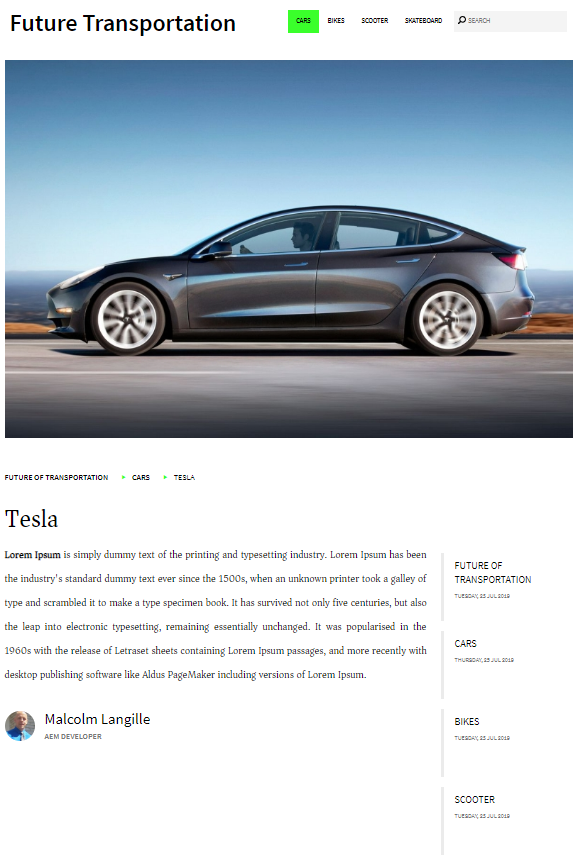 Future Transportation
CARS BIKES SCOOTER SKATEBOARD SEARCH
FUTURE OF TRANSPORTATION CARS TESLA
Tesla
Lorem Ipsum is simply dummy text of the printing and typesetting industry. Lorem Ipsum has been
the industry's standard dummy text ever since the 1500s, when an unknown printer took a galley of
type and scrambled it to make a type specimen book. It has survived not only five centuries, but also
the leap into electronic typesetting, remaining essentially unchanged. It was popularised in the
1960s with the release of Letraset sheets containing Lorem Ipsum passages, and more recently with
desktop publishing software like Aldus PageMaker including versions of Lorem Ipsum.
Malcolm Langille
AEM DEVELOPER
FUTURE OF
TRANSPORTATION
TUESDAY, 23 JUL 2019
CARS
THURSDAY, 25 JUL 2019
BIKES
TUESDAY, 23 JUL 2019
SCOOTER
TUESDAY, 23 JUL 2019